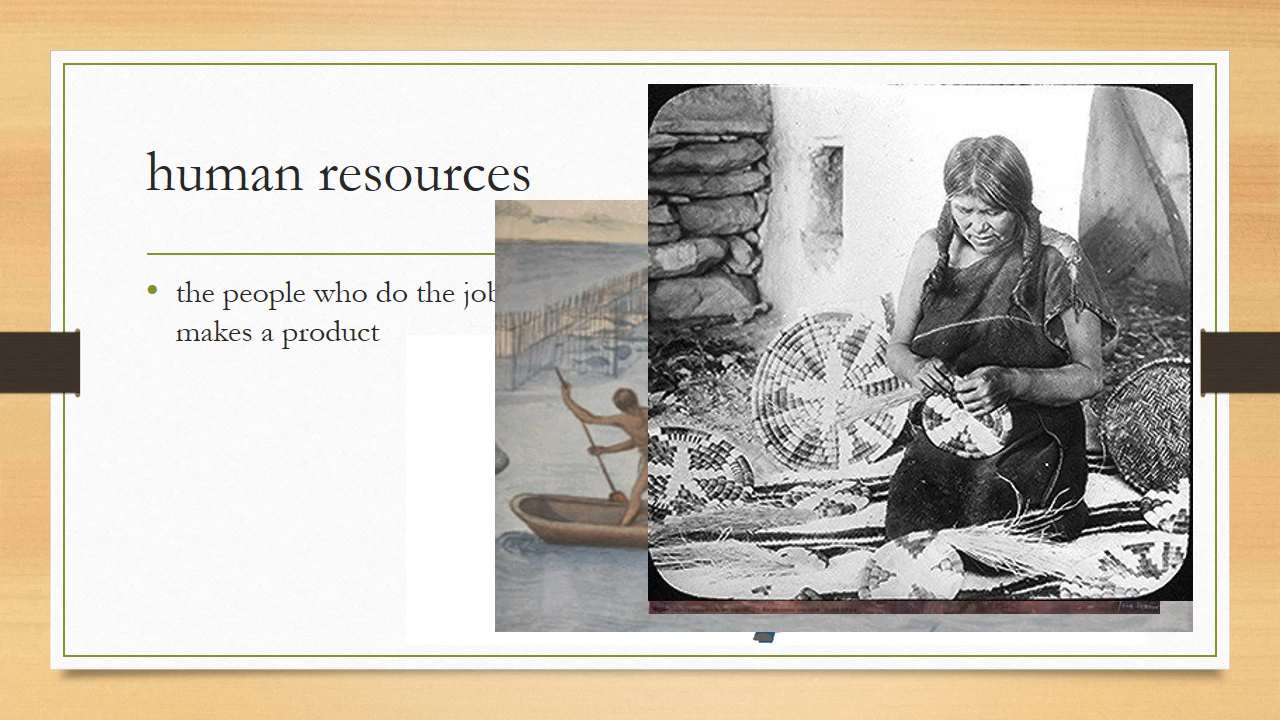 human resources
the people who do the job
makes a product